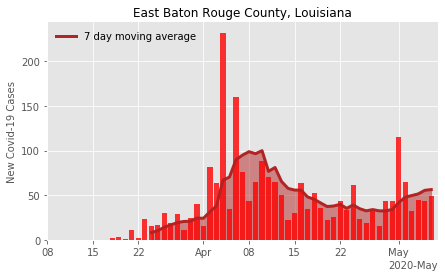 East Baton Rouge County, Louisiana
7 day moving average
New Covid-19 Cases
200
150
100
50
0
08 15 22 Apr 08 15 22 May
2020-May